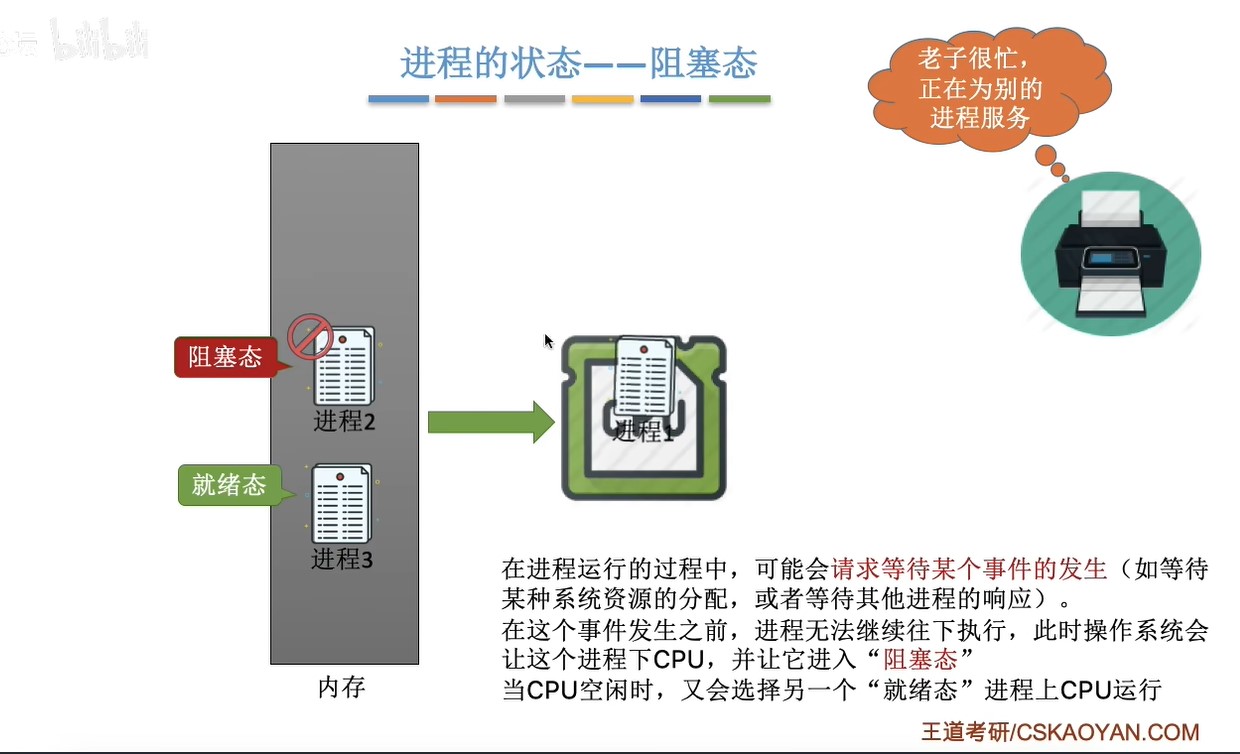 bilibili
进程的状态——阻塞态
老子很忙，
正在为别的
进程服务
阻塞态
进程2
进程1
就绪态
进程3
内存
在进程运行的过程中，可能会请求等待某个事件的发生（如等待
某种系统资源的分配，或者等待其他进程的响应）。
在这个事件发生之前，进程无法继续往下执行，此时操作系统会
让这个进程下CPU，并让它进入“阻塞态”
当CPU空闲时，又会选择另一个“就绪态”进程上CPU运行
王道考研/CSKAOYAN.COM